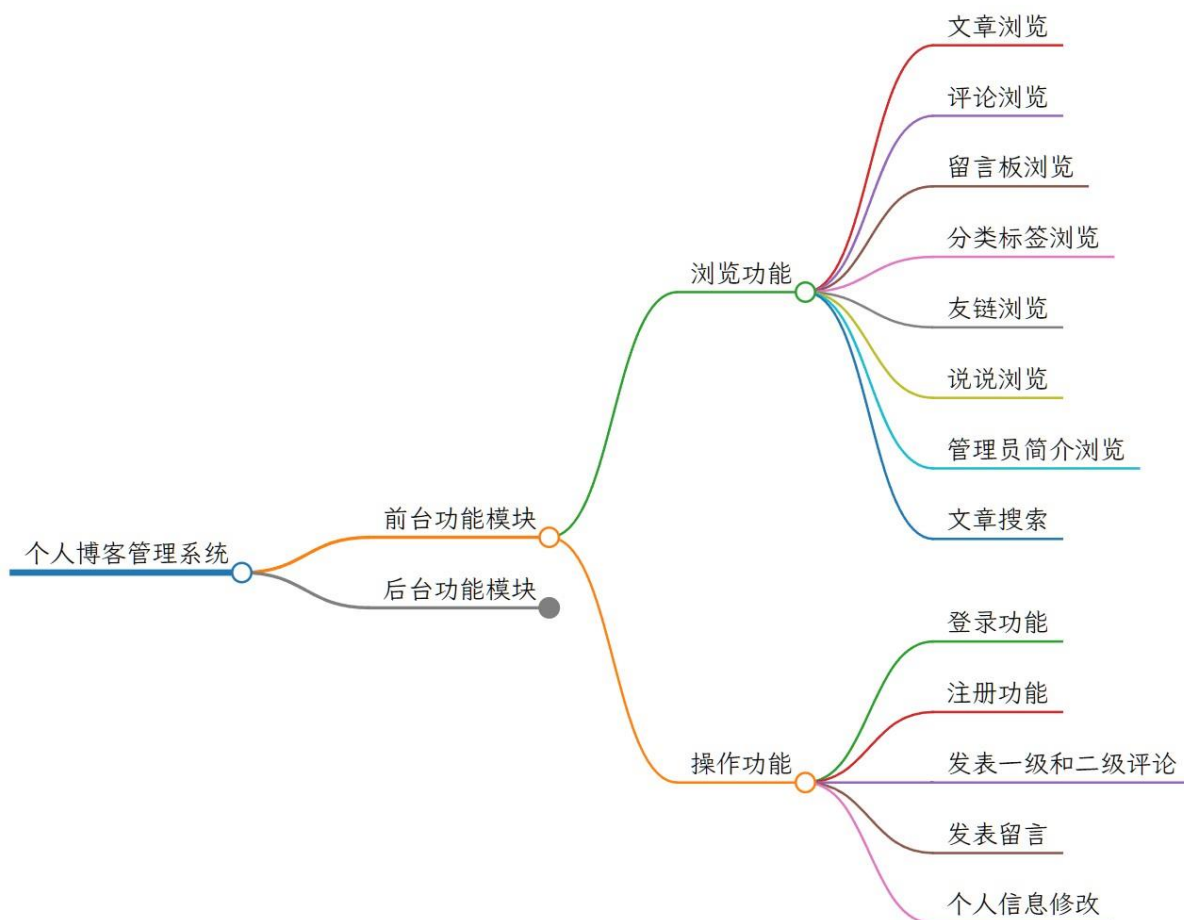 个人博客管理系统
前台功能模块
浏览功能
文章浏览
评论浏览
留言板浏览
分类标签浏览
友链浏览
说说浏览
管理员简介浏览
文章搜索
操作功能
登录功能
注册功能
发表一级和二级评论
发表留言
个人信息修改
后台功能模块